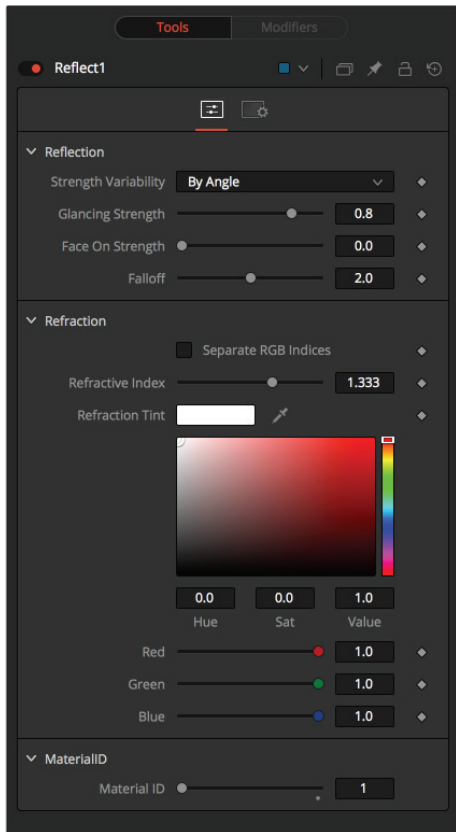 Tools Modifiers
Reflect1
Reflection
Strength Variability By Angle
Glancing Strength 0.8
Face On Strength 0.0
Falloff 2.0
Refraction
Separate RGB Indices
Refractive Index 1.333
Refraction Tint
0.0 0.0 1.0
Hue Sat Value
Red 1.0
Green 1.0
Blue 1.0
MaterialID
Material ID 1